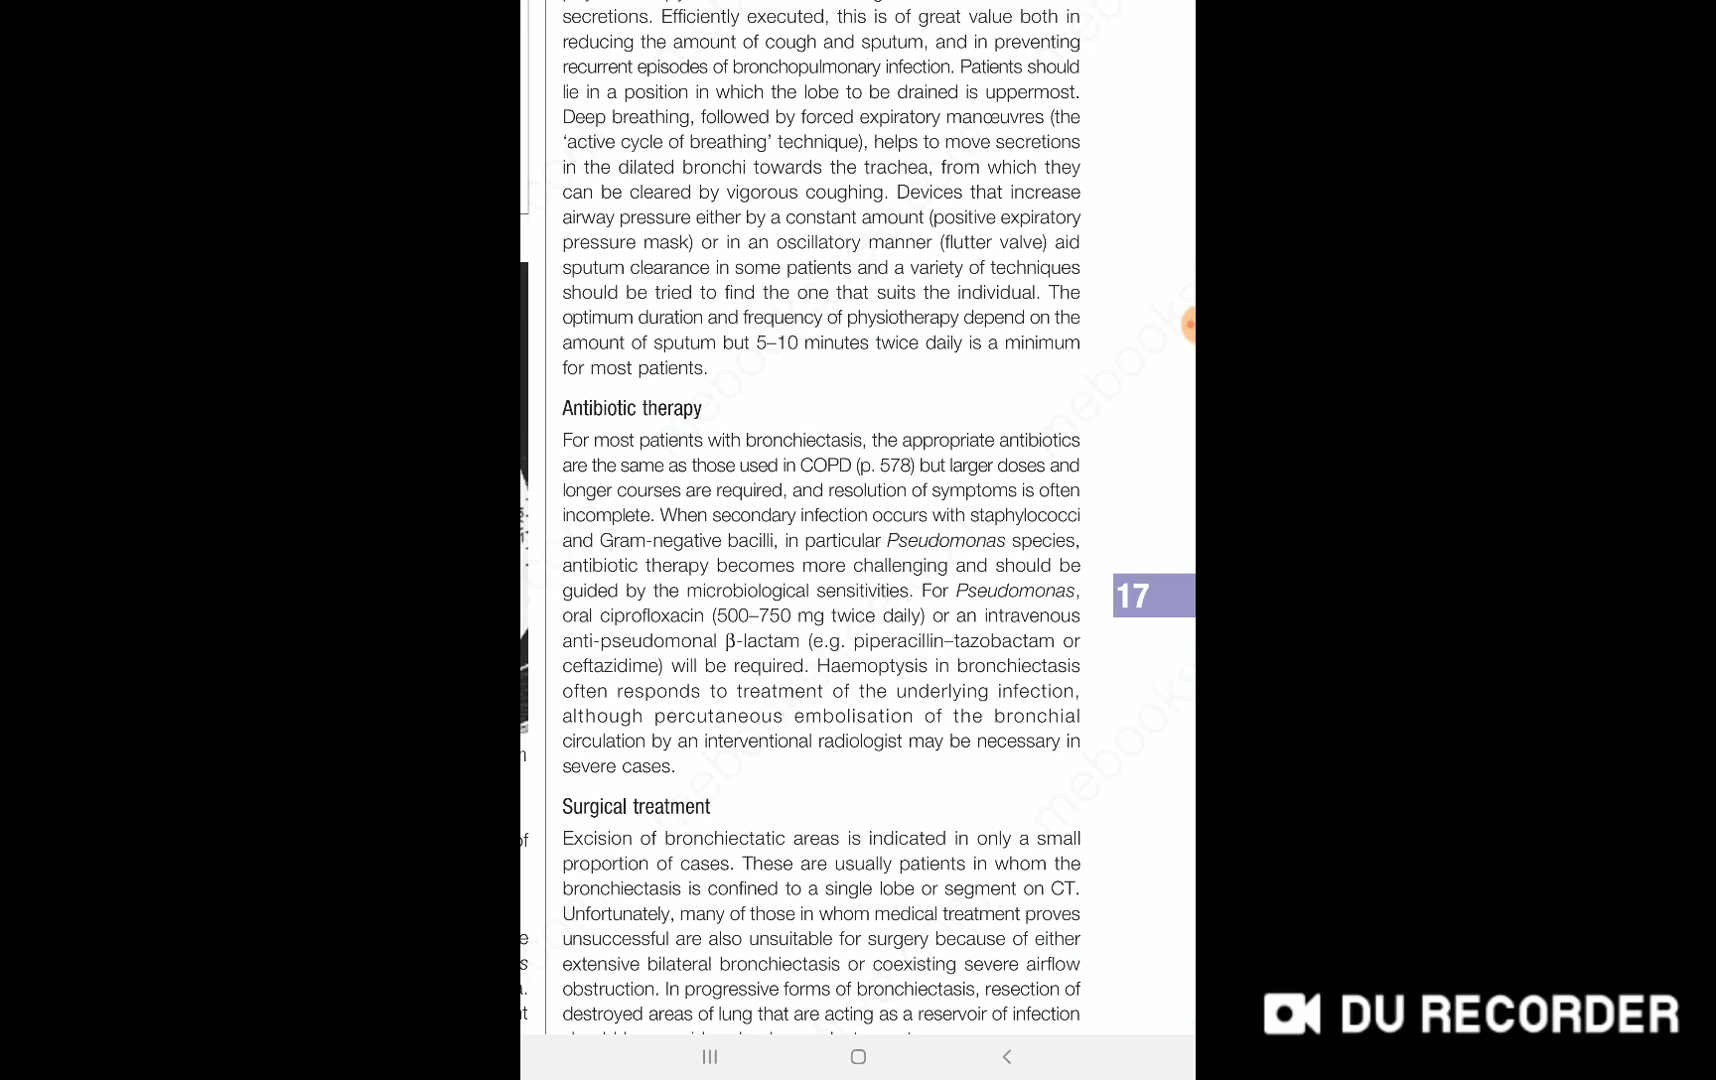 secretions. Efficiently executed, this is of great value both in
reducing the amount of cough and sputum, and in preventing
recurrent episodes of bronchopulmonary infection. Patients should
lie in a position in which the lobe to be drained is uppermost.
Deep breathing, followed by forced expiratory manœuvres (the
‘active cycle of breathing’ technique), helps to move secretions
in the dilated bronchi towards the trachea, from which they
can be cleared by vigorous coughing. Devices that increase
airway pressure either by a constant amount (positive expiratory
pressure mask) or in an oscillatory manner (flutter valve) aid
sputum clearance in some patients and a variety of techniques
should be tried to find the one that suits the individual. The
optimum duration and frequency of physiotherapy depend on the
amount of sputum but 5–10 minutes twice daily is a minimum
for most patients.
Antibiotic therapy
For most patients with bronchiectasis, the appropriate antibiotics
are the same as those used in COPD (p. 578) but larger doses and
longer courses are required, and resolution of symptoms is often
incomplete. When secondary infection occurs with staphylococci
and Gram-negative bacilli, in particular Pseudomonas species,
antibiotic therapy becomes more challenging and should be
guided by the microbiological sensitivities. For Pseudomonas,
oral ciprofloxacin (500–750 mg twice daily) or an intravenous
anti-pseudomonal β-lactam (e.g. piperacillin–tazobactam or
ceftazidime) will be required. Haemoptysis in bronchiectasis
often responds to treatment of the underlying infection,
although percutaneous embolisation of the bronchial
circulation by an interventional radiologist may be necessary in
severe cases.
Surgical treatment
Excision of bronchiectatic areas is indicated in only a small
proportion of cases. These are usually patients in whom the
bronchiectasis is confined to a single lobe or segment on CT.
Unfortunately, many of those in whom medical treatment proves
unsuccessful are also unsuitable for surgery because of either
extensive bilateral bronchiectasis or coexisting severe airflow
obstruction. In progressive forms of bronchiectasis, resection of
destroyed areas of lung that are acting as a reservoir of infection
17
mebooks
DU RECORDER